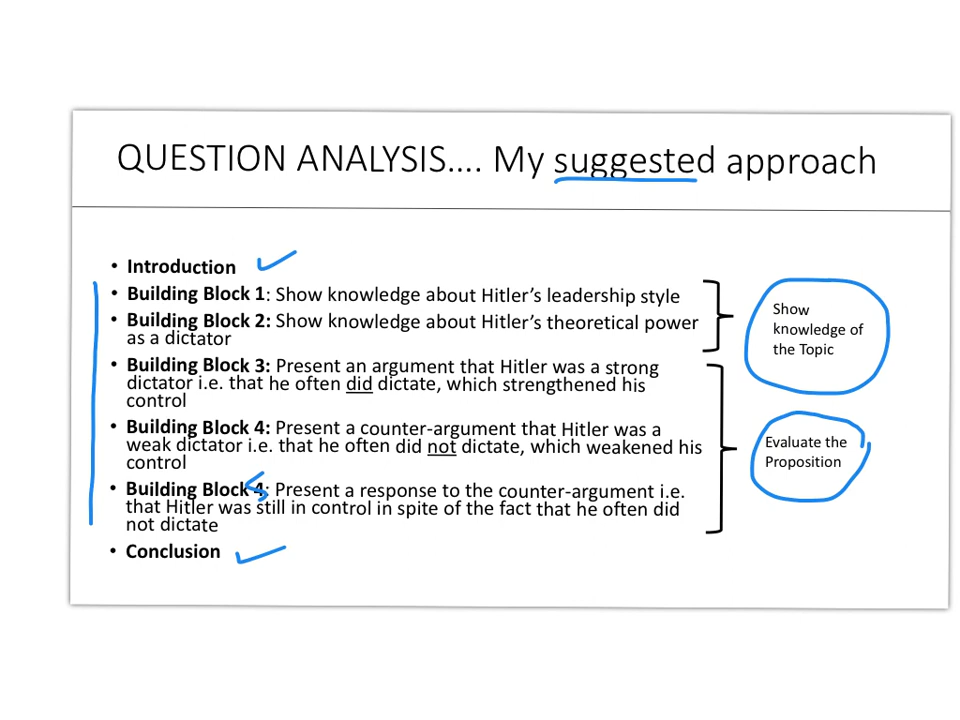 QUESTION ANALYSIS.... My suggested approach
• Introduction
• Building Block 1: Show knowledge about Hitler's leadership style
• Building Block 2: Show knowledge about Hitler's theoretical power
as a dictator
• Building Block 3: Present an argument that Hitler was a strong
dictator i.e. that he often did dictate, which strengthened his
control
• Building Block 4: Present a counter-argument that Hitler was a
weak dictator i.e. that he often did not dictate, which weakened his
control
• Building Block 4: Present a response to the counter-argument i.e.
that Hitler was still in control in spite of the fact that he often did
not dictate
• Conclusion
Show
knowledge of
the Topic
Evaluate the
Proposition
5